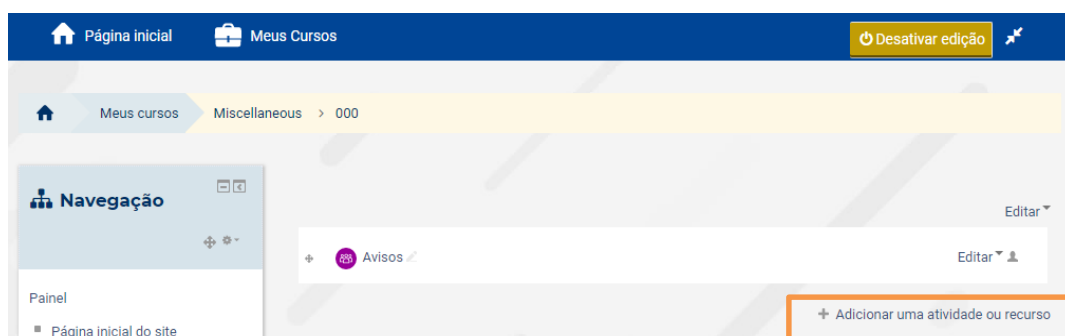 Página inicial
Meus Cursos
Desativar edição
Meus cursos
Miscellaneous > 000
Navegação
Editar
Avisos
Editar
Painel
+ Adicionar uma atividade ou recurso
Página inicial do site